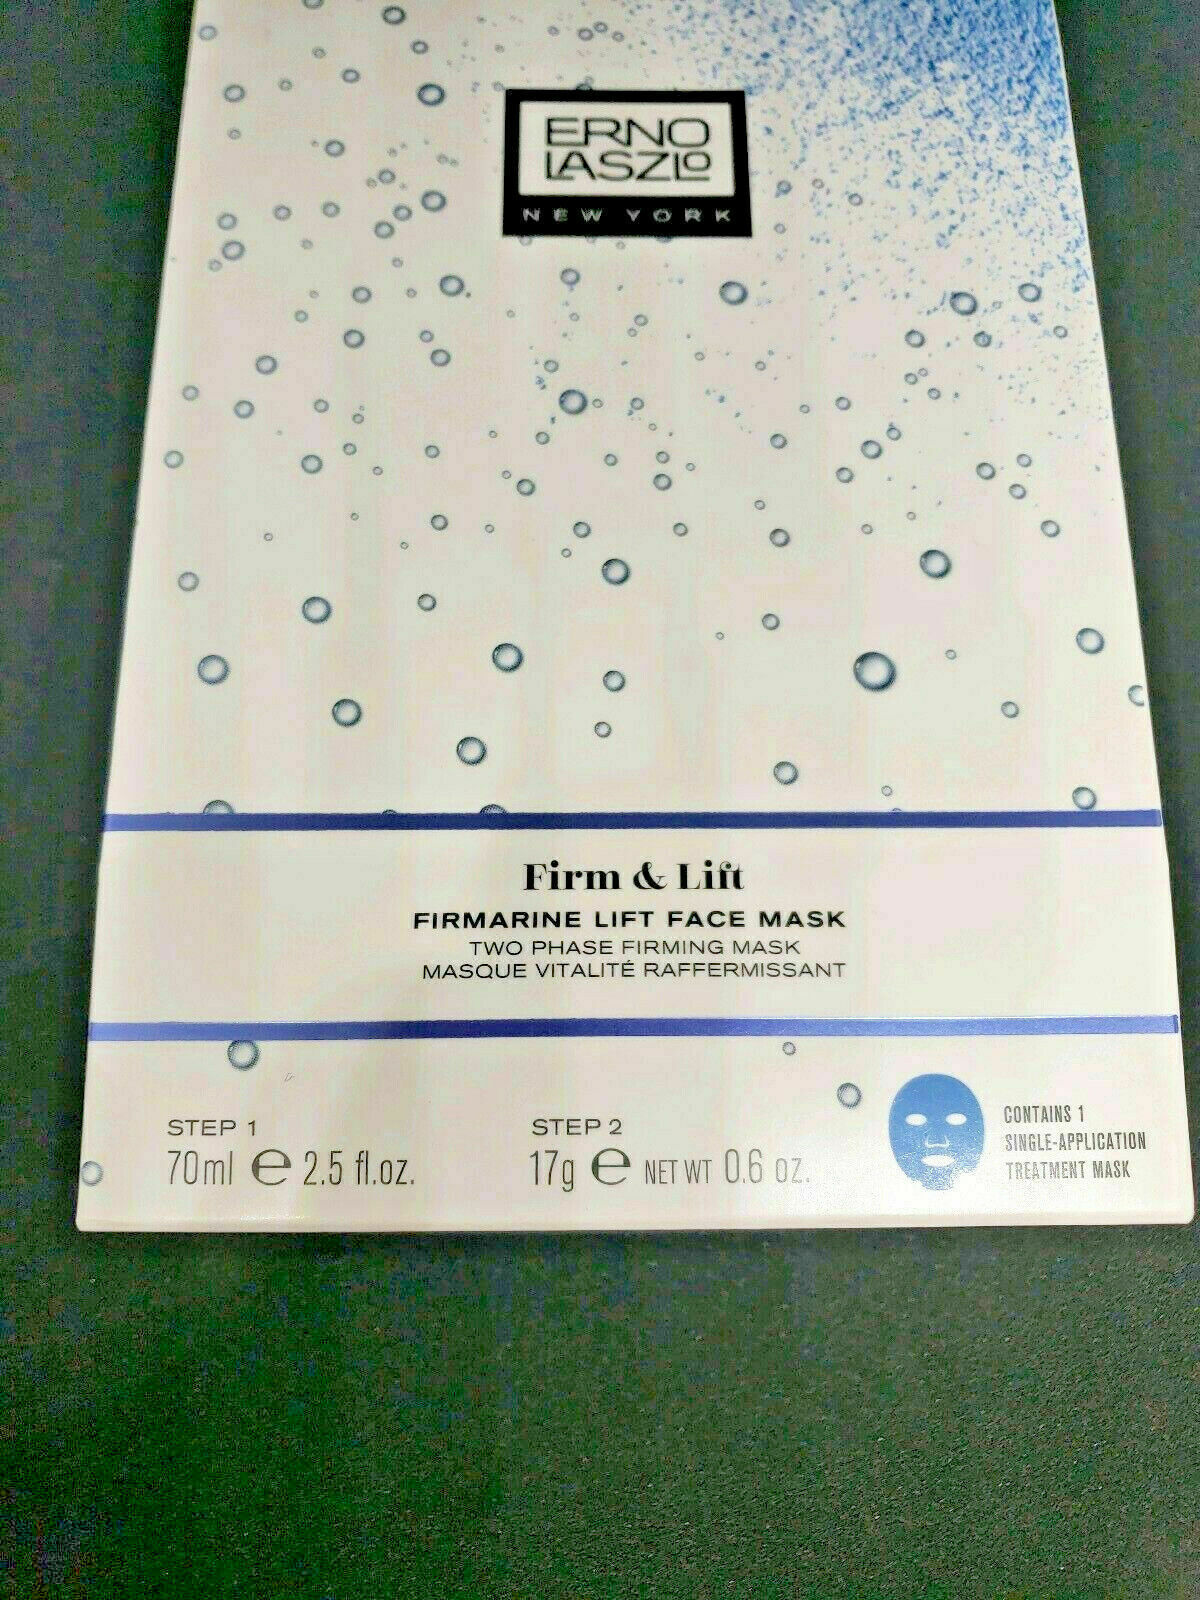 ERNO
LASZLO
NEW YORK
Firm & Lift
FIRMARINE LIFT FACE MASK
TWO PHASE FIRMING MASK
MASQUE VITALITÉ RAFFERMISSANT
STEP 1
70ml ℮ 2.5 fl.oz.
STEP 2
17g ℮ NET WT 0.6 oz.
CONTAINS 1
SINGLE-APPLICATION
TREATMENT MASK